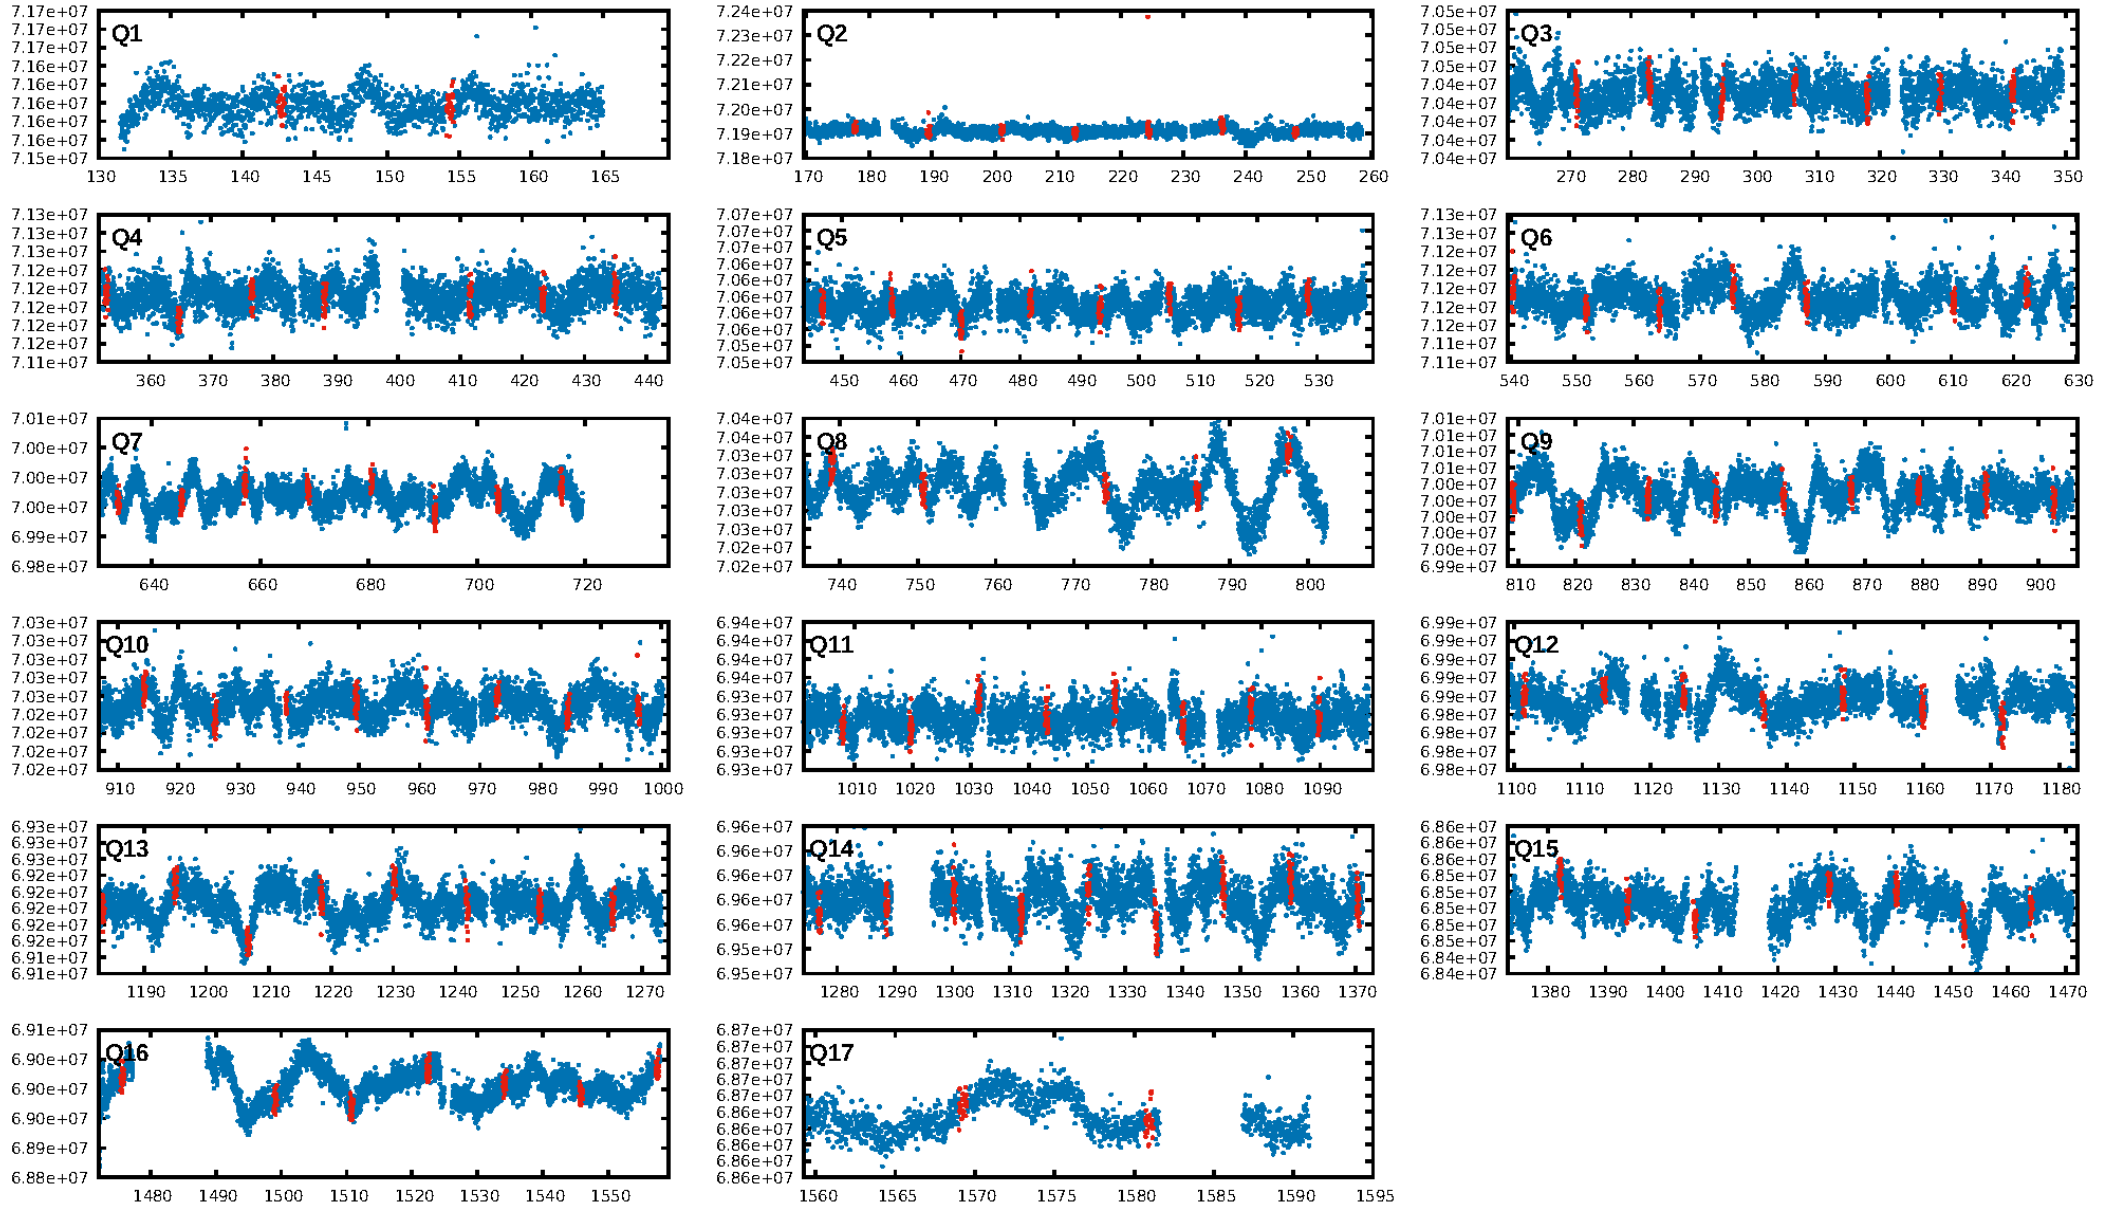 7.17e+07
7.17e+07
7.17e+07
7.16e+07
7.16e+07
7.16e+07
7.16e+07
7.16e+07
7.15e+07
Q1
130 135 140 145 150 155 160 165
7.24e+07
7.23e+07
7.22e+07
7.21e+07
7.20e+07
7.19e+07
7.18e+07
Q2
170 180 190 200 210 220 230 240 250 260
7.05e+07
7.05e+07
7.05e+07
7.05e+07
7.04e+07
7.04e+07
7.04e+07
7.04e+07
7.04e+07
Q3
270 280 290 300 310 320 330 340 350
7.13e+07
7.13e+07
7.13e+07
7.12e+07
7.12e+07
7.12e+07
7.12e+07
7.12e+07
7.11e+07
Q4
360 370 380 390 400 410 420 430 440
7.07e+07
7.07e+07
7.07e+07
7.06e+07
7.06e+07
7.06e+07
7.06e+07
7.06e+07
7.05e+07
7.05e+07
Q5
450 460 470 480 490 500 510 520 530
7.13e+07
7.13e+07
7.12e+07
7.12e+07
7.12e+07
7.12e+07
7.12e+07
7.11e+07
7.11e+07
Q6
540 550 560 570 580 590 600 610 620 630
7.01e+07
7.00e+07
7.00e+07
7.00e+07
6.99e+07
6.98e+07
Q7
640 660 680 700 720
7.04e+07
7.04e+07
7.03e+07
7.03e+07
7.03e+07
7.03e+07
7.03e+07
7.02e+07
7.02e+07
Q8
740 750 760 770 780 790 800
7.01e+07
7.01e+07
7.01e+07
7.01e+07
7.00e+07
7.00e+07
7.00e+07
7.00e+07
7.00e+07
6.99e+07
Q9
810 820 830 840 850 860 870 880 890 900
7.03e+07
7.03e+07
7.03e+07
7.03e+07
7.03e+07
7.02e+07
7.02e+07
7.02e+07
7.02e+07
Q10
910 920 930 940 950 960 970 980 990 1000
6.94e+07
6.94e+07
6.94e+07
6.94e+07
6.93e+07
6.93e+07
6.93e+07
6.93e+07
6.93e+07
Q11
1010 1020 1030 1040 1050 1060 1070 1080 1090
6.99e+07
6.99e+07
6.99e+07
6.99e+07
6.99e+07
6.98e+07
6.98e+07
6.98e+07
6.98e+07
Q12
1100 1110 1120 1130 1140 1150 1160 1170 1180
6.93e+07
6.93e+07
6.93e+07
6.92e+07
6.92e+07
6.92e+07
6.92e+07
6.92e+07
6.91e+07
6.91e+07
Q13
1190 1200 1210 1220 1230 1240 1250 1260 1270
6.96e+07
6.96e+07
6.96e+07
6.96e+07
6.96e+07
6.95e+07
6.95e+07
Q14
1280 1290 1300 1310 1320 1330 1340 1350 1360 1370
6.86e+07
6.86e+07
6.86e+07
6.85e+07
6.85e+07
6.85e+07
6.85e+07
6.85e+07
6.84e+07
6.84e+07
Q15
1380 1390 1400 1410 1420 1430 1440 1450 1460 1470
6.91e+07
6.90e+07
6.90e+07
6.90e+07
6.89e+07
6.88e+07
Q16
1480 1490 1500 1510 1520 1530 1540 1550
6.87e+07
6.87e+07
6.87e+07
6.87e+07
6.87e+07
6.86e+07
6.86e+07
6.86e+07
6.86e+07
6.86e+07
Q17
1560 1565 1570 1575 1580 1585 1590 1595